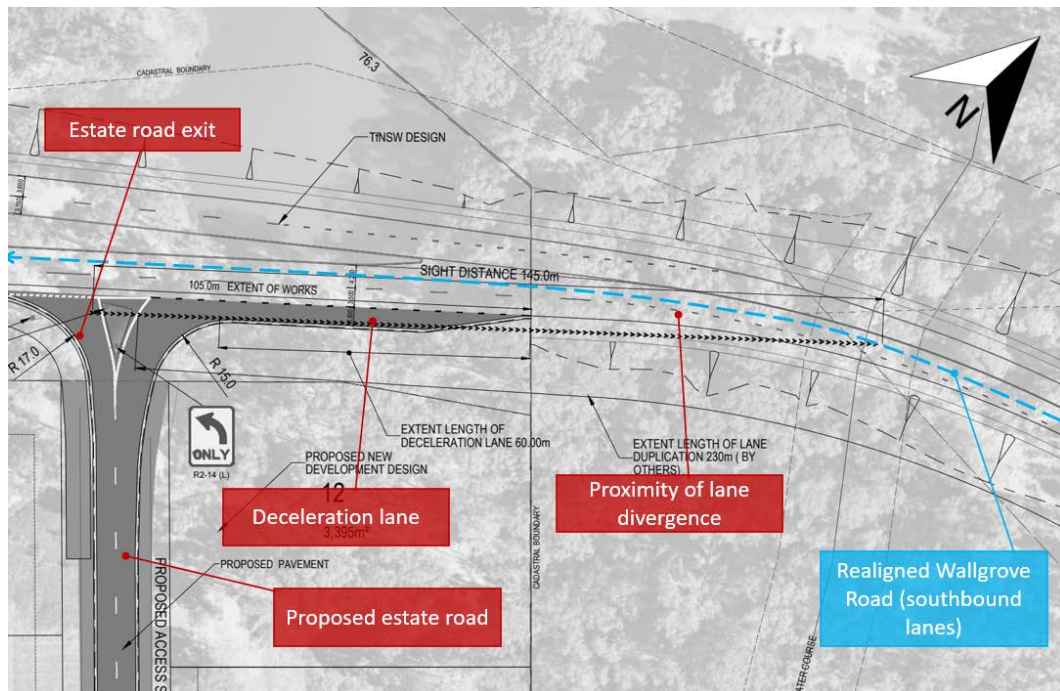 CADASTRAL BOUNDARY
76.3
N
Estate road exit
TfNSW DESIGN
SIGHT DISTANCE 145.0m
105.0m EXTENT OF WORKS
R 17.0
R 15.0
ONLY
R2-14 (L)
EXTENT LENGTH OF
DECELERATION LANE 60.00m
PROPOSED NEW
DEVELOPMENT DESIGN
12
3,395m²
Deceleration lane
EXTENT LENGTH OF LANE
DUPLICATION 230m ( BY
OTHERS)
Proximity of lane
divergence
CADASTRAL BOUNDARY
PROPOSED PAVEMENT
Proposed estate road
PROPOSED ACCESS S
Realigned Wallgrove
Road (southbound
lanes)
ATER COURSE